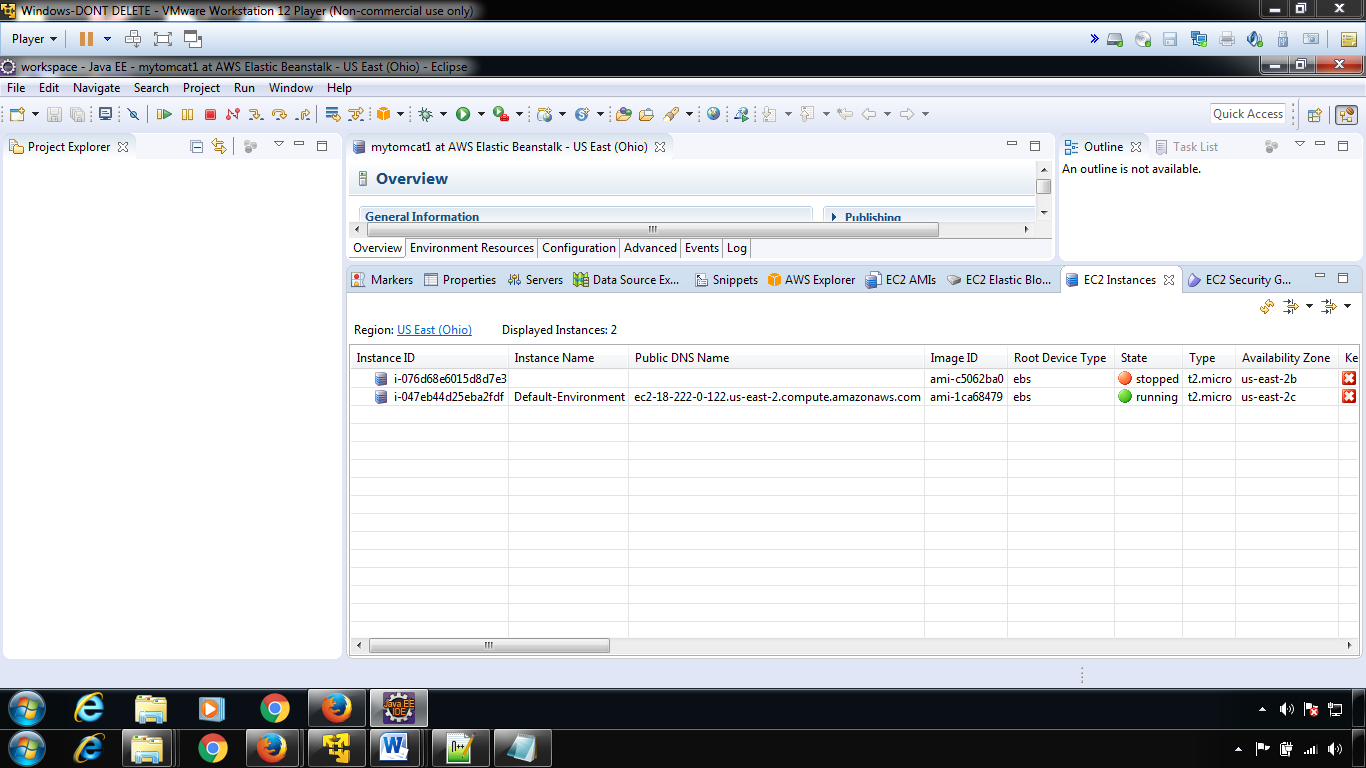 Windows-DONT DELETE - VMware Workstation 12 Player (Non-commercial use only)
Player
workspace - Java EE - mytomcat1 at AWS Elastic Beanstalk - US East (Ohio) - Eclipse
File Edit Navigate Search Project Run Window Help
Quick Access
Project Explorer
mytomcat1 at AWS Elastic Beanstalk - US East (Ohio)
Outline Task List
An outline is not available.
Overview
General Information Publishing
Overview Environment Resources Configuration Advanced Events Log
Markers Properties Servers Data Source Ex... Snippets AWS Explorer EC2 AMIs EC2 Elastic Blo... EC2 Instances EC2 Security G...
Region: US East (Ohio) Displayed Instances: 2
Instance ID Instance Name Public DNS Name Image ID Root Device Type State Type Availability Zone Ke
i-076d68e6015d8d7e3 ami-c5062ba0 ebs stopped t2.micro us-east-2b
i-047eb44d25eba2fdf Default-Environment ec2-18-222-0-122.us-east-2.compute.amazonaws.com ami-1ca68479 ebs running t2.micro us-east-2c
Java EE
IDE